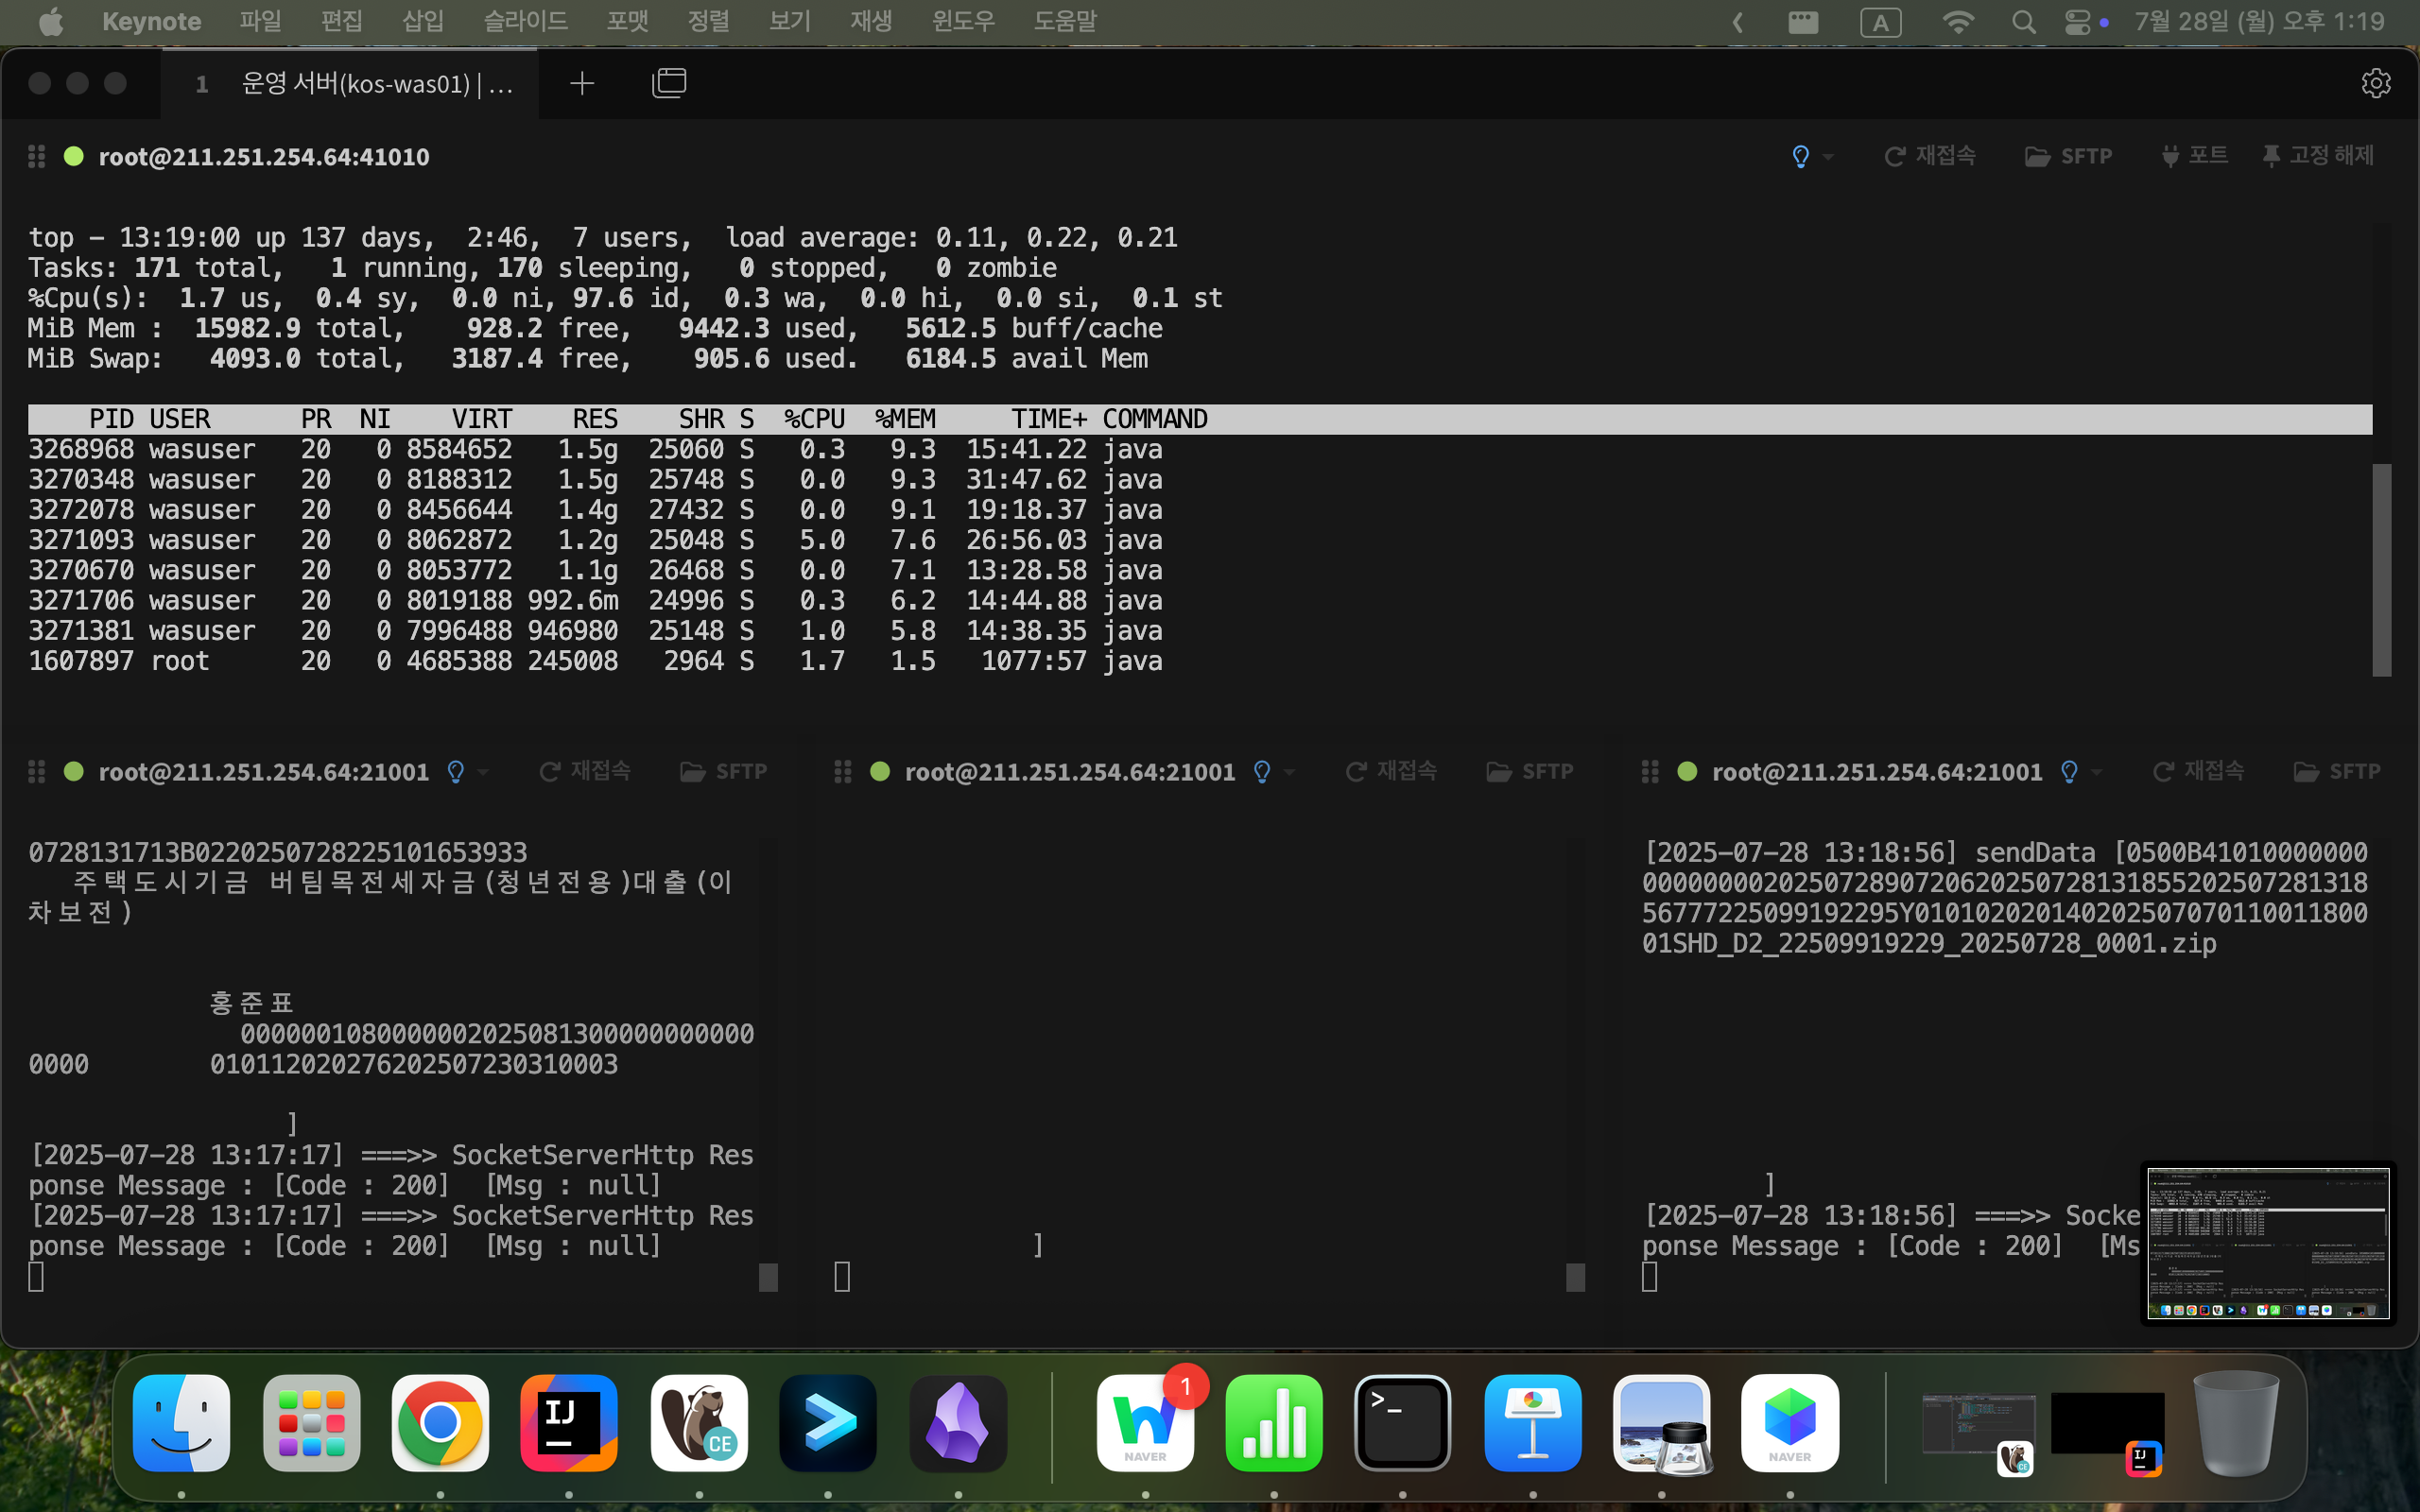 Keynote 파일 편집 삽입 슬라이드 포맷 정렬 보기 재생 윈도우 도움말 A 7월 28일 (월) 오후 1:19
1 운영 서버(kos-was01) | ...
root@211.251.254.64:41010 재접속 SFTP 포트 고정 해제
top - 13:19:00 up 137 days, 2:46, 7 users, load average: 0.11, 0.22, 0.21
Tasks: 171 total, 1 running, 170 sleeping, 0 stopped, 0 zombie
%Cpu(s): 1.7 us, 0.4 sy, 0.0 ni, 97.6 id, 0.3 wa, 0.0 hi, 0.0 si, 0.1 st
MiB Mem : 15982.9 total, 928.2 free, 9442.3 used, 5612.5 buff/cache
MiB Swap: 4093.0 total, 3187.4 free, 905.6 used. 6184.5 avail Mem
PID USER PR NI VIRT RES SHR S %CPU %MEM TIME+ COMMAND
3268968 wasuser 20 0 8584652 1.5g 25060 S 0.3 9.3 15:41.22 java
3270348 wasuser 20 0 8188312 1.5g 25748 S 0.0 9.3 31:47.62 java
3272078 wasuser 20 0 8456644 1.4g 27432 S 0.0 9.1 19:18.37 java
3271093 wasuser 20 0 8062872 1.2g 25048 S 5.0 7.6 26:56.03 java
3270670 wasuser 20 0 8053772 1.1g 26468 S 0.0 7.1 13:28.58 java
3271706 wasuser 20 0 8019188 992.6m 24996 S 0.3 6.2 14:44.88 java
3271381 wasuser 20 0 7996488 946980 25148 S 1.0 5.8 14:38.35 java
1607897 root 20 0 4685388 245008 2964 S 1.7 1.5 1077:57 java
root@211.251.254.64:21001 재접속 SFTP
0728131713B0220250728225101653933
주택도시기금 버팀목전세자금(청년전용)대출(이
차보전)
홍준표
0000001080000002025081300000000000
0000 010112020276202507230310003
]
[2025-07-28 13:17:17] ===>> SocketServerHttp Res
ponse Message : [Code : 200] [Msg : null]
[2025-07-28 13:17:17] ===>> SocketServerHttp Res
ponse Message : [Code : 200] [Msg : null]
root@211.251.254.64:21001 재접속 SFTP
]
root@211.251.254.64:21001 재접속 SFTP
[2025-07-28 13:18:56] sendData [0500B41010000000
000000002025072890720620250728131855202507281318
56777225099192295Y010102020140202507070110011800
01SHD_D2_22509919229_20250728_0001.zip
]
[2025-07-28 13:18:56] ===>> Socke
ponse Message : [Code : 200] [Ms
IJ CE NAVER 1 >_ NAVER CE IJ